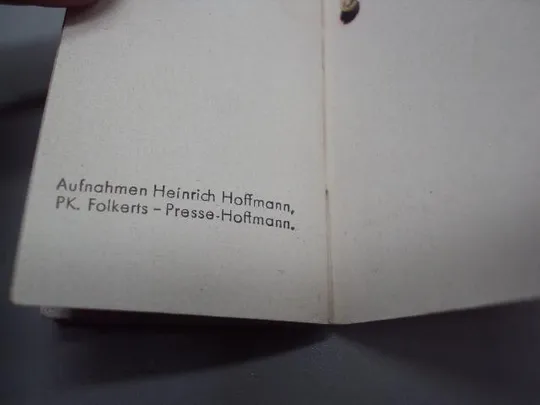 Aufnahmen Heinrich Hoffmann,
PK. Folkerts – Presse-Hoffmann.